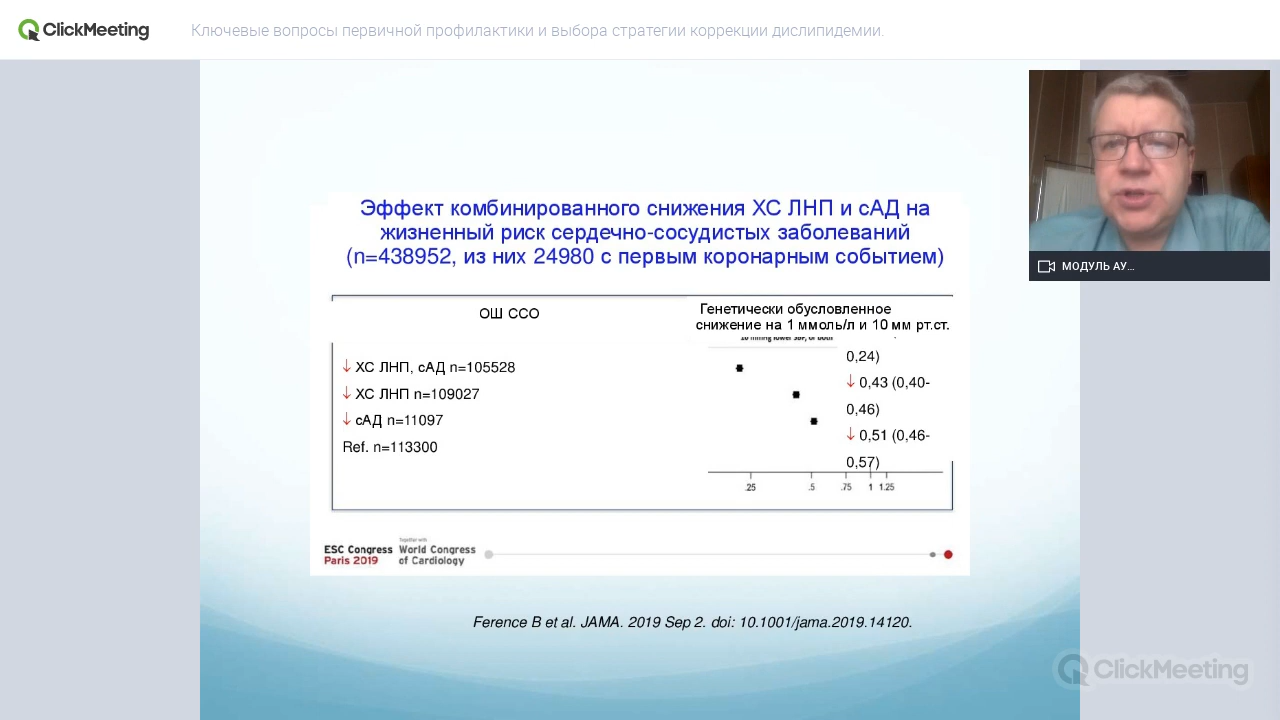 ClickMeeting
Ключевые вопросы первичной профилактики и выбора стратегии коррекции дислипидемии.
МОДУЛЬ АУ...
Эффект комбинированного снижения ХС ЛНП и сАД на
жизненный риск сердечно-сосудистых заболеваний
(n=438952, из них 24980 с первым коронарным событием)
ОШ ССО
Генетически обусловленное
снижение на 1 ммоль/л и 10 мм рт.ст.
0,24)
↓ ХС ЛНП, сАД n=105528
↓ 0,43 (0,40-
↓ ХС ЛНП n=109027
0,46)
↓ сАД n=11097
↓ 0,51 (0,46-
Ref. n=113300
0,57)
.25 .5 .75 1 1.25
ESC Congress
Paris 2019
Together with
World Congress
of Cardiology
Ference B et al. JAMA. 2019 Sep 2. doi: 10.1001/jama.2019.14120.
ClickMeeting